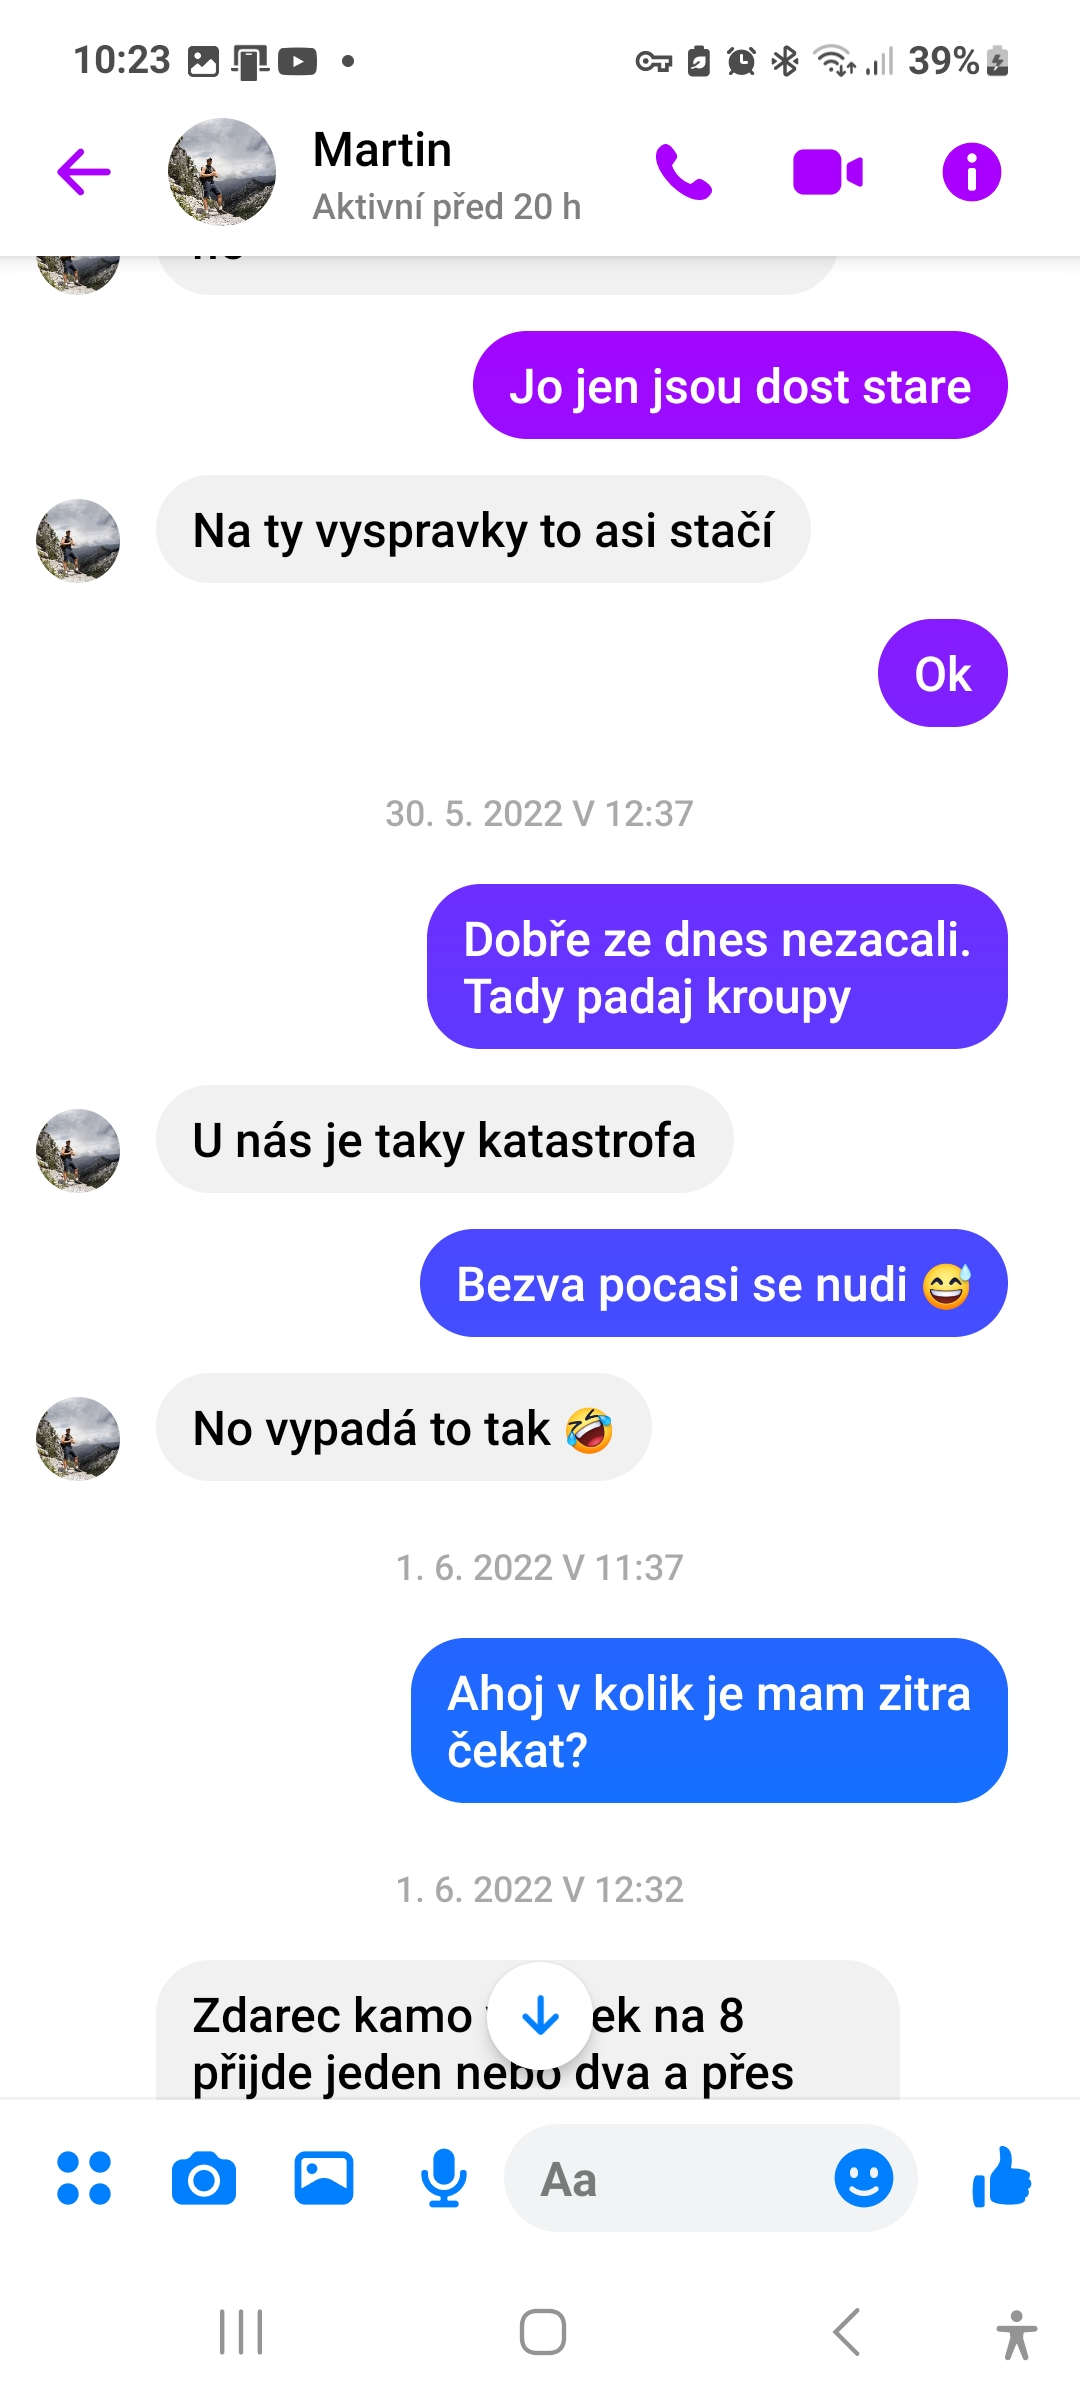 10:23
39%
Martin
Aktivní před 20 h
Jo jen jsou dost stare
Na ty vyspravky to asi stačí
Ok
30. 5. 2022 V 12:37
Dobře ze dnes nezacali.
Tady padaj kroupy
U nás je taky katastrofa
Bezva pocasi se nudi 😅
No vypadá to tak 🤣
1. 6. 2022 V 11:37
Ahoj v kolik je mam zitra
čekat?
1. 6. 2022 V 12:32
Zdarec kamo na 8
přijde jeden nebo dva a přes
Aa